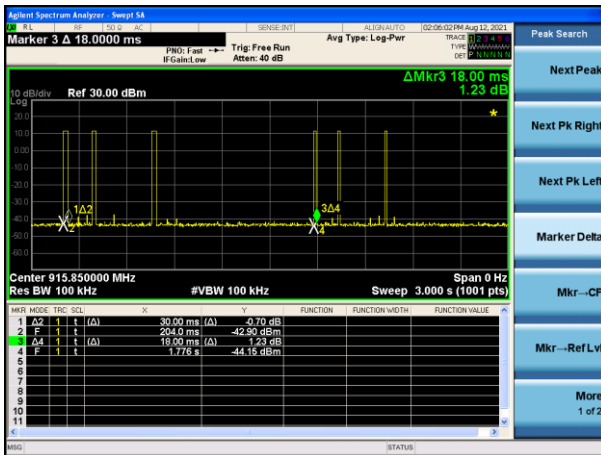 Agilent Spectrum Analyzer - Swept SA
RL RF 50 Ω AC SENSE:INT ALIGNAUTO 02:06:02 PM Aug 12, 2021
Marker 3 Δ 18.0000 ms Avg Type: Log-Pwr TRACE 1 2 3 4 5 6
PNO: Fast Trig: Free Run TYPE
IFGain:Low Atten: 40 dB DET P N N N N N
Peak Search
Next Peak
Next Pk Right
Next Pk Left
Marker Delta
Mkr→CF
Mkr→Ref Lvl
More
1 of 2
ΔMkr3 18.00 ms
1.23 dB
10 dB/div Ref 30.00 dBm
Log
20.0
10.0
0.00
-10.0
-20.0
-30.0
-40.0
-50.0
-60.0
1Δ2
2
3Δ4
4
Center 915.850000 MHz Span 0 Hz
Res BW 100 kHz #VBW 100 kHz Sweep 3.000 s (1001 pts)
MKR MODE TRC SCL X Y FUNCTION FUNCTION WIDTH FUNCTION VALUE
1 Δ2 1 t (Δ) 30.00 ms (Δ) -0.70 dB
2 F 1 t 204.0 ms -42.90 dBm
3 Δ4 1 t (Δ) 18.00 ms (Δ) 1.23 dB
4 F 1 t 1.776 s -44.15 dBm
5
6
7
8
9
10
11
MSG STATUS